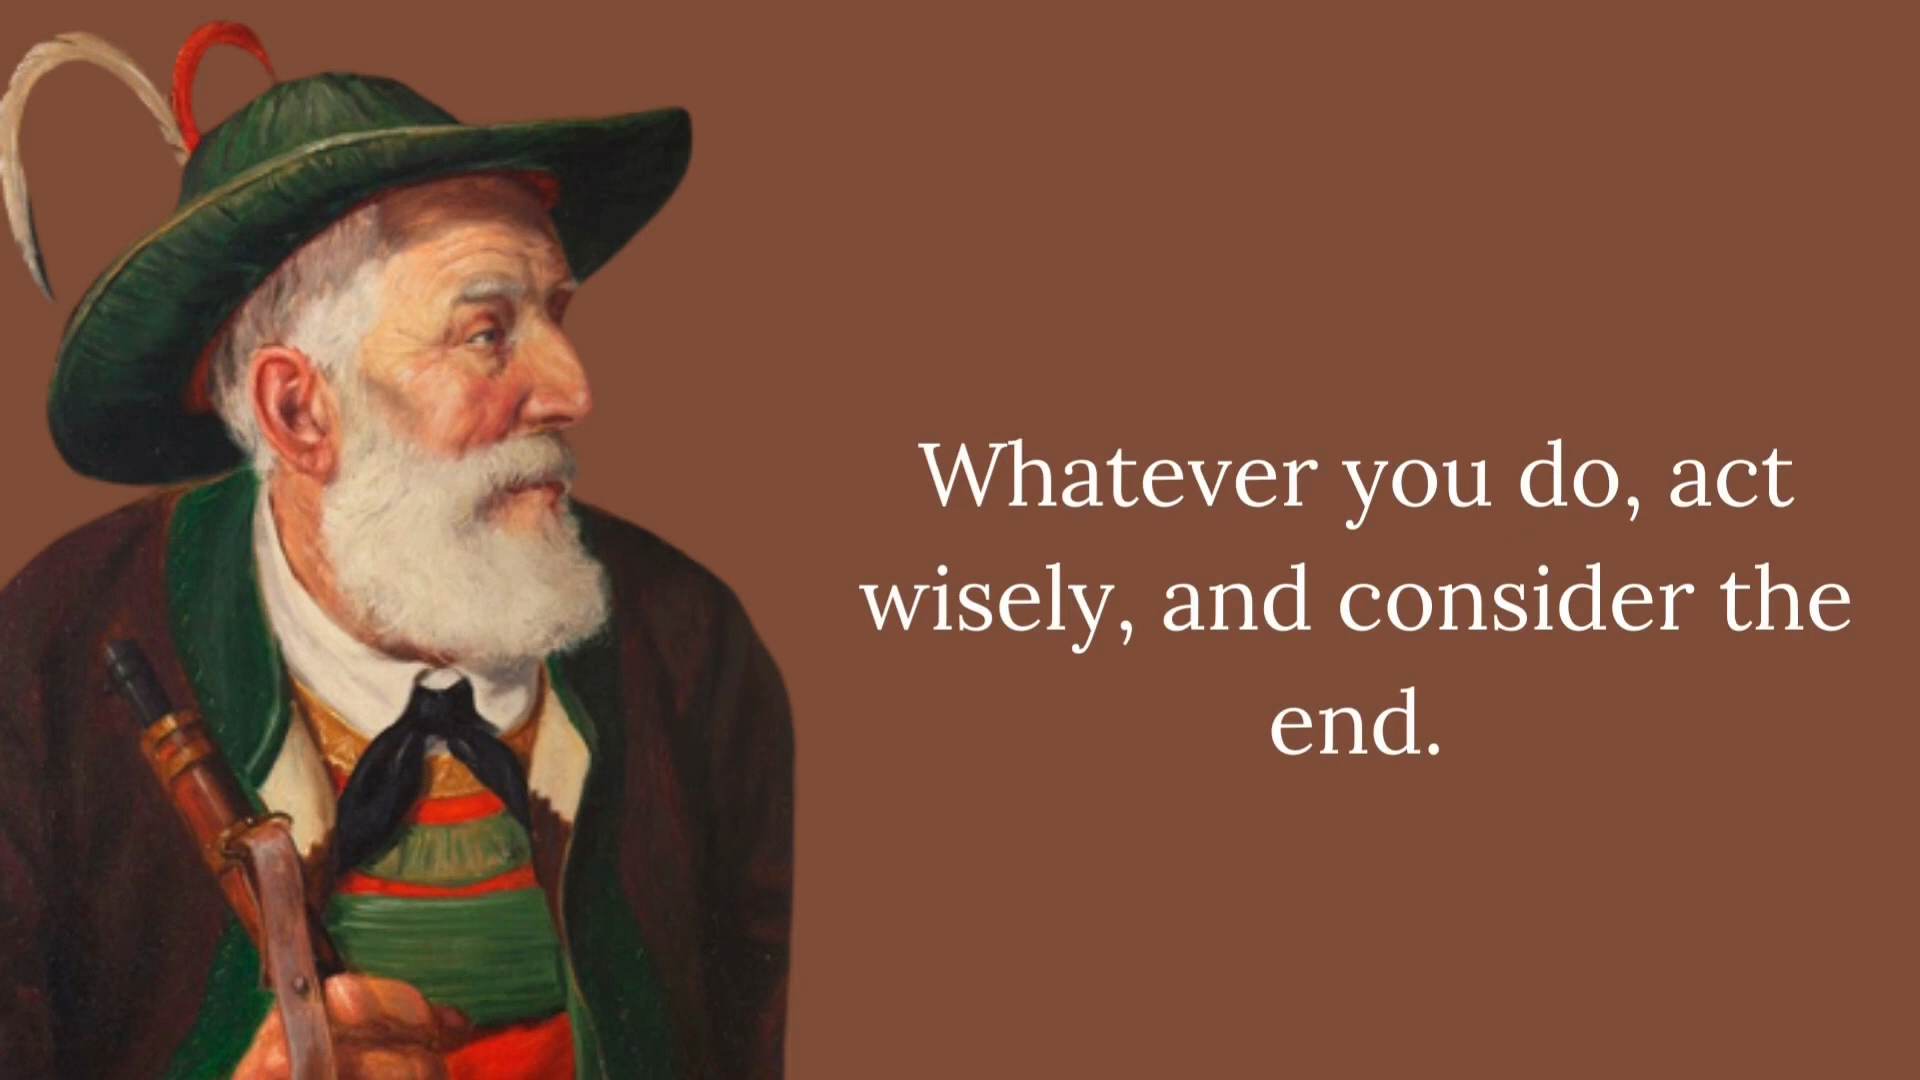 Whatever you do, act
wisely, and consider the
end.